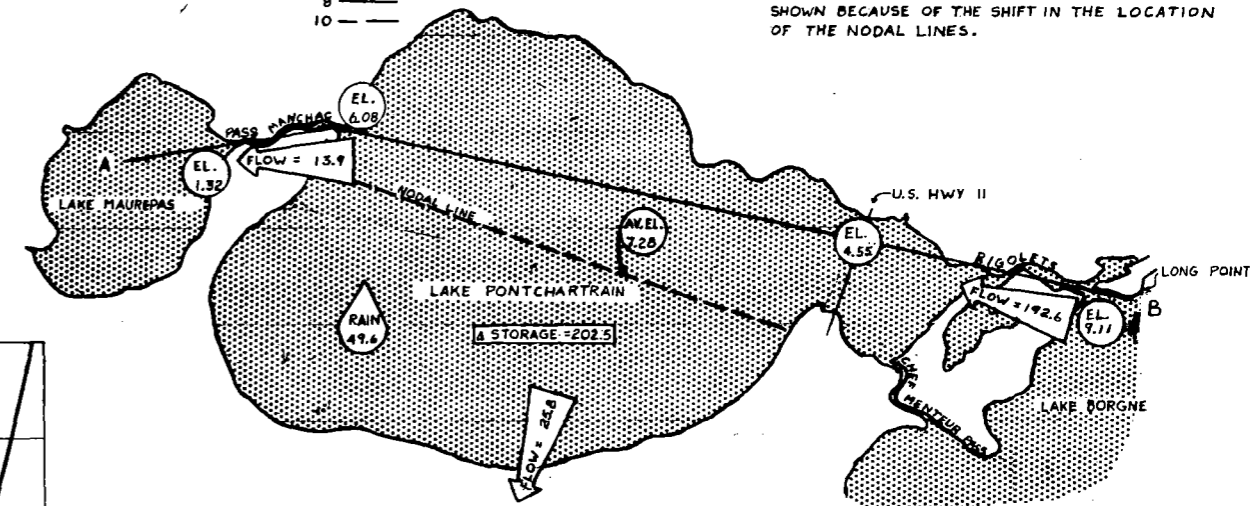 8
10
SHOWN BECAUSE OF THE SHIFT IN THE LOCATION
OF THE NODAL LINES.
EL.
6.08
PASS MANCHAC
A
FLOW = 13.9
EL.
1.32
LAKE MAUREPAS
NODAL LINE
AV. EL.
7.28
U.S. HWY 11
EL.
4.55
RIGOLETS
LONG POINT
LAKE PONTCHARTRAIN
FLOW = 192.6
EL.
9.11
B
RAIN
49.6
Δ STORAGE = 202.5
CHEF MENTEUR PASS
LAKE BORGNE
FLOW = 25.8